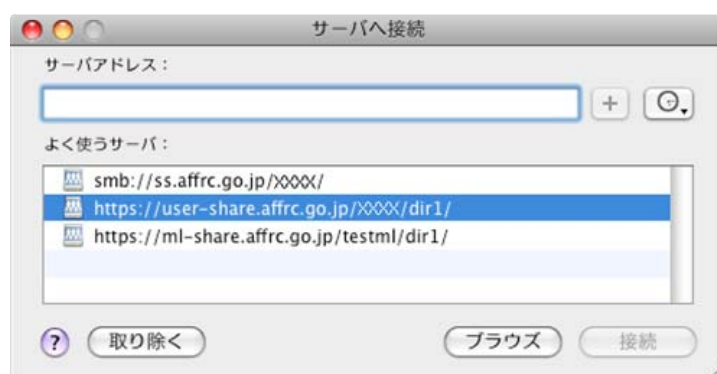 サーバへ接続
サーバアドレス：
+
よく使うサーバ：
smb://ss.affrc.go.jp/XXXX/
https://user-share.affrc.go.jp/XXXX/dir1/
https://ml-share.affrc.go.jp/testml/dir1/
? 取り除く ブラウズ 接続